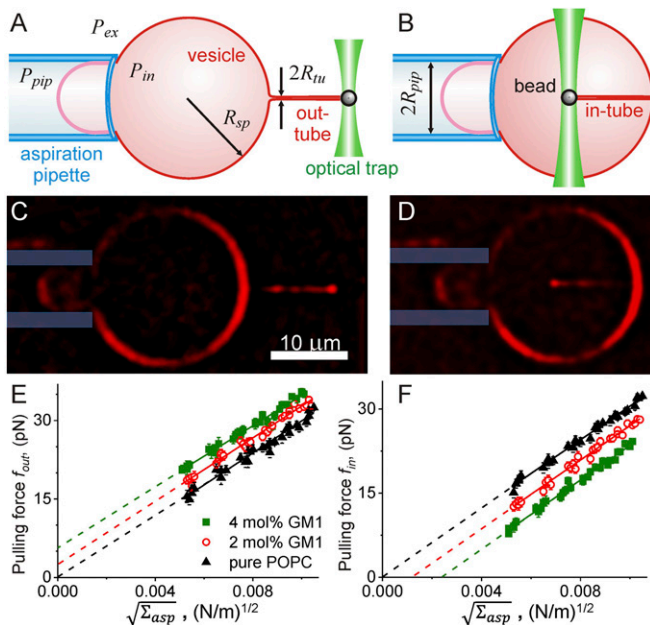 A
P_ex
B
P_pip
P_in
vesicle
2R_tu
R_sp
out-
tube
aspiration
pipette
optical trap
2R_pip
bead
in-tube
C
10 μm
D
E
Pulling force f_out, (pN)
30
15
0
4 mol% GM1
2 mol% GM1
pure POPC
0.000 0.004 0.008
√Σ_asp , (N/m)^1/2
F
Pulling force f_in, (pN)
30
15
0
0.000 0.004 0.008
√Σ_asp , (N/m)^1/2